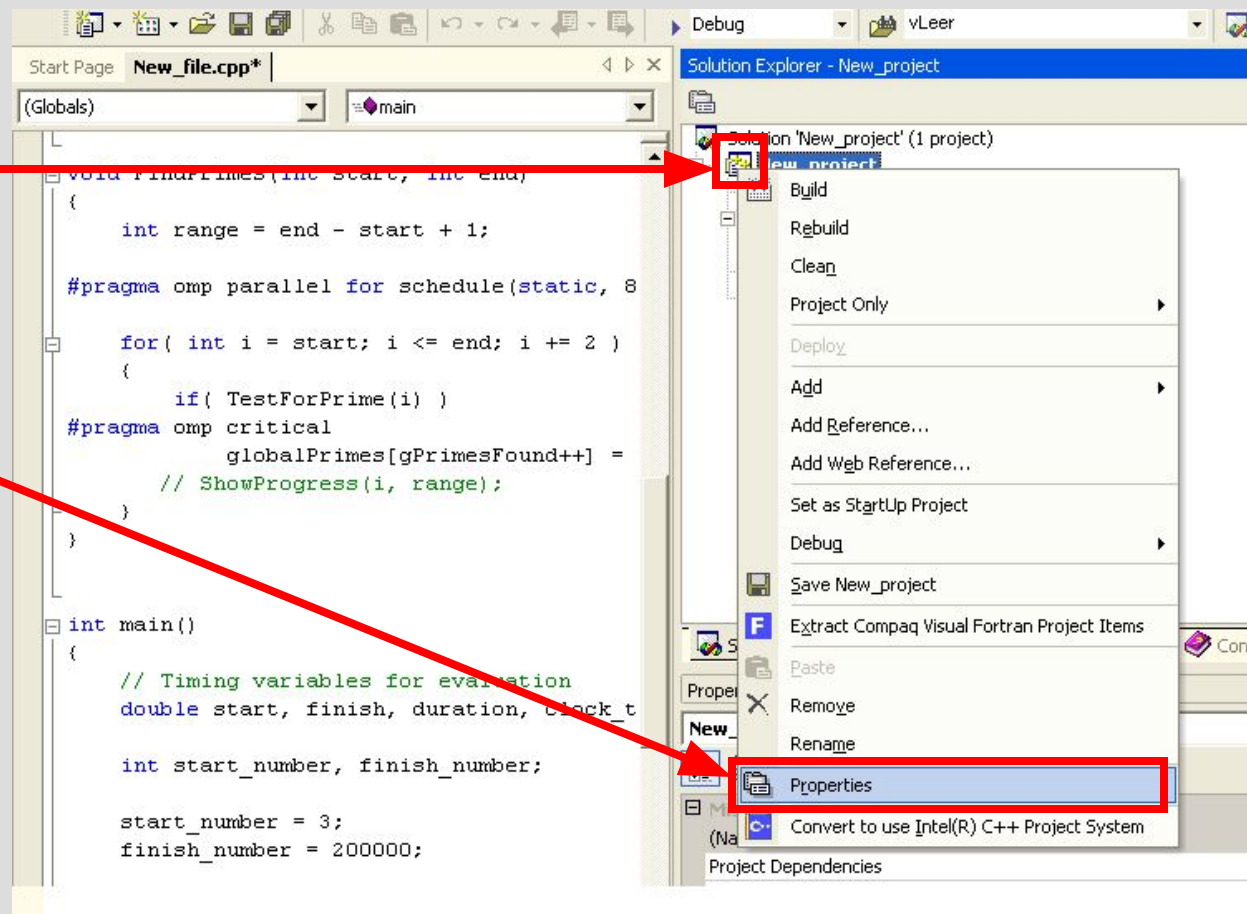 Debug vLeer
Start Page New_file.cpp*
(Globals) main
void FindPrimes(int start, int end)
{
int range = end - start + 1;
#pragma omp parallel for schedule(static, 8
for( int i = start; i <= end; i += 2 )
{
if( TestForPrime(i) )
#pragma omp critical
globalPrimes[gPrimesFound++] =
// ShowProgress(i, range);
}
}
int main()
{
// Timing variables for evaluation
double start, finish, duration, clock_t
int start_number, finish_number;
start_number = 3;
finish_number = 200000;
Solution Explorer - New_project
Solution 'New_project' (1 project)
New_project
Build
Rebuild
Clean
Project Only
Deploy
Add
Add Reference...
Add Web Reference...
Set as StartUp Project
Debug
Save New_project
F Extract Compaq Visual Fortran Project Items
Paste
Remove
Rename
Properties
Convert to use Intel(R) C++ Project System
S
Con
Proper
New_
(Na
Project Dependencies